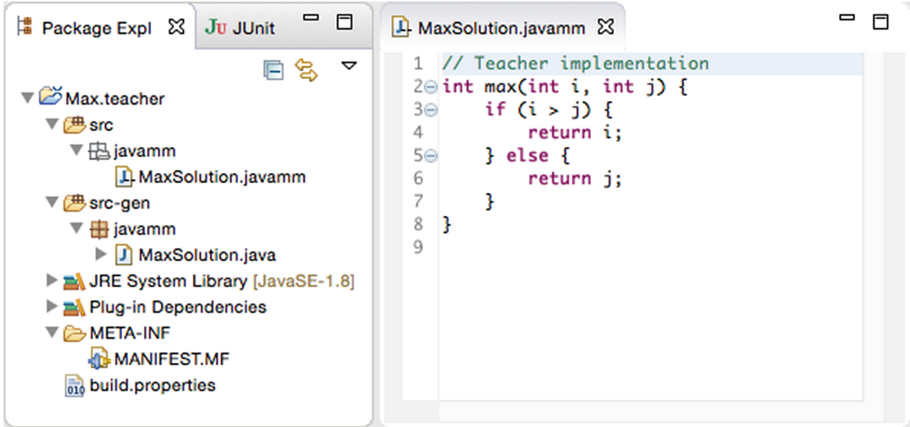 Package Expl JUnit
Max.teacher
src
javamm
MaxSolution.javamm
src-gen
javamm
MaxSolution.java
JRE System Library [JavaSE-1.8]
Plug-in Dependencies
META-INF
MANIFEST.MF
build.properties
MaxSolution.javamm
1 // Teacher implementation
2 int max(int i, int j) {
3     if (i > j) {
4         return i;
5     } else {
6         return j;
7     }
8 }
9